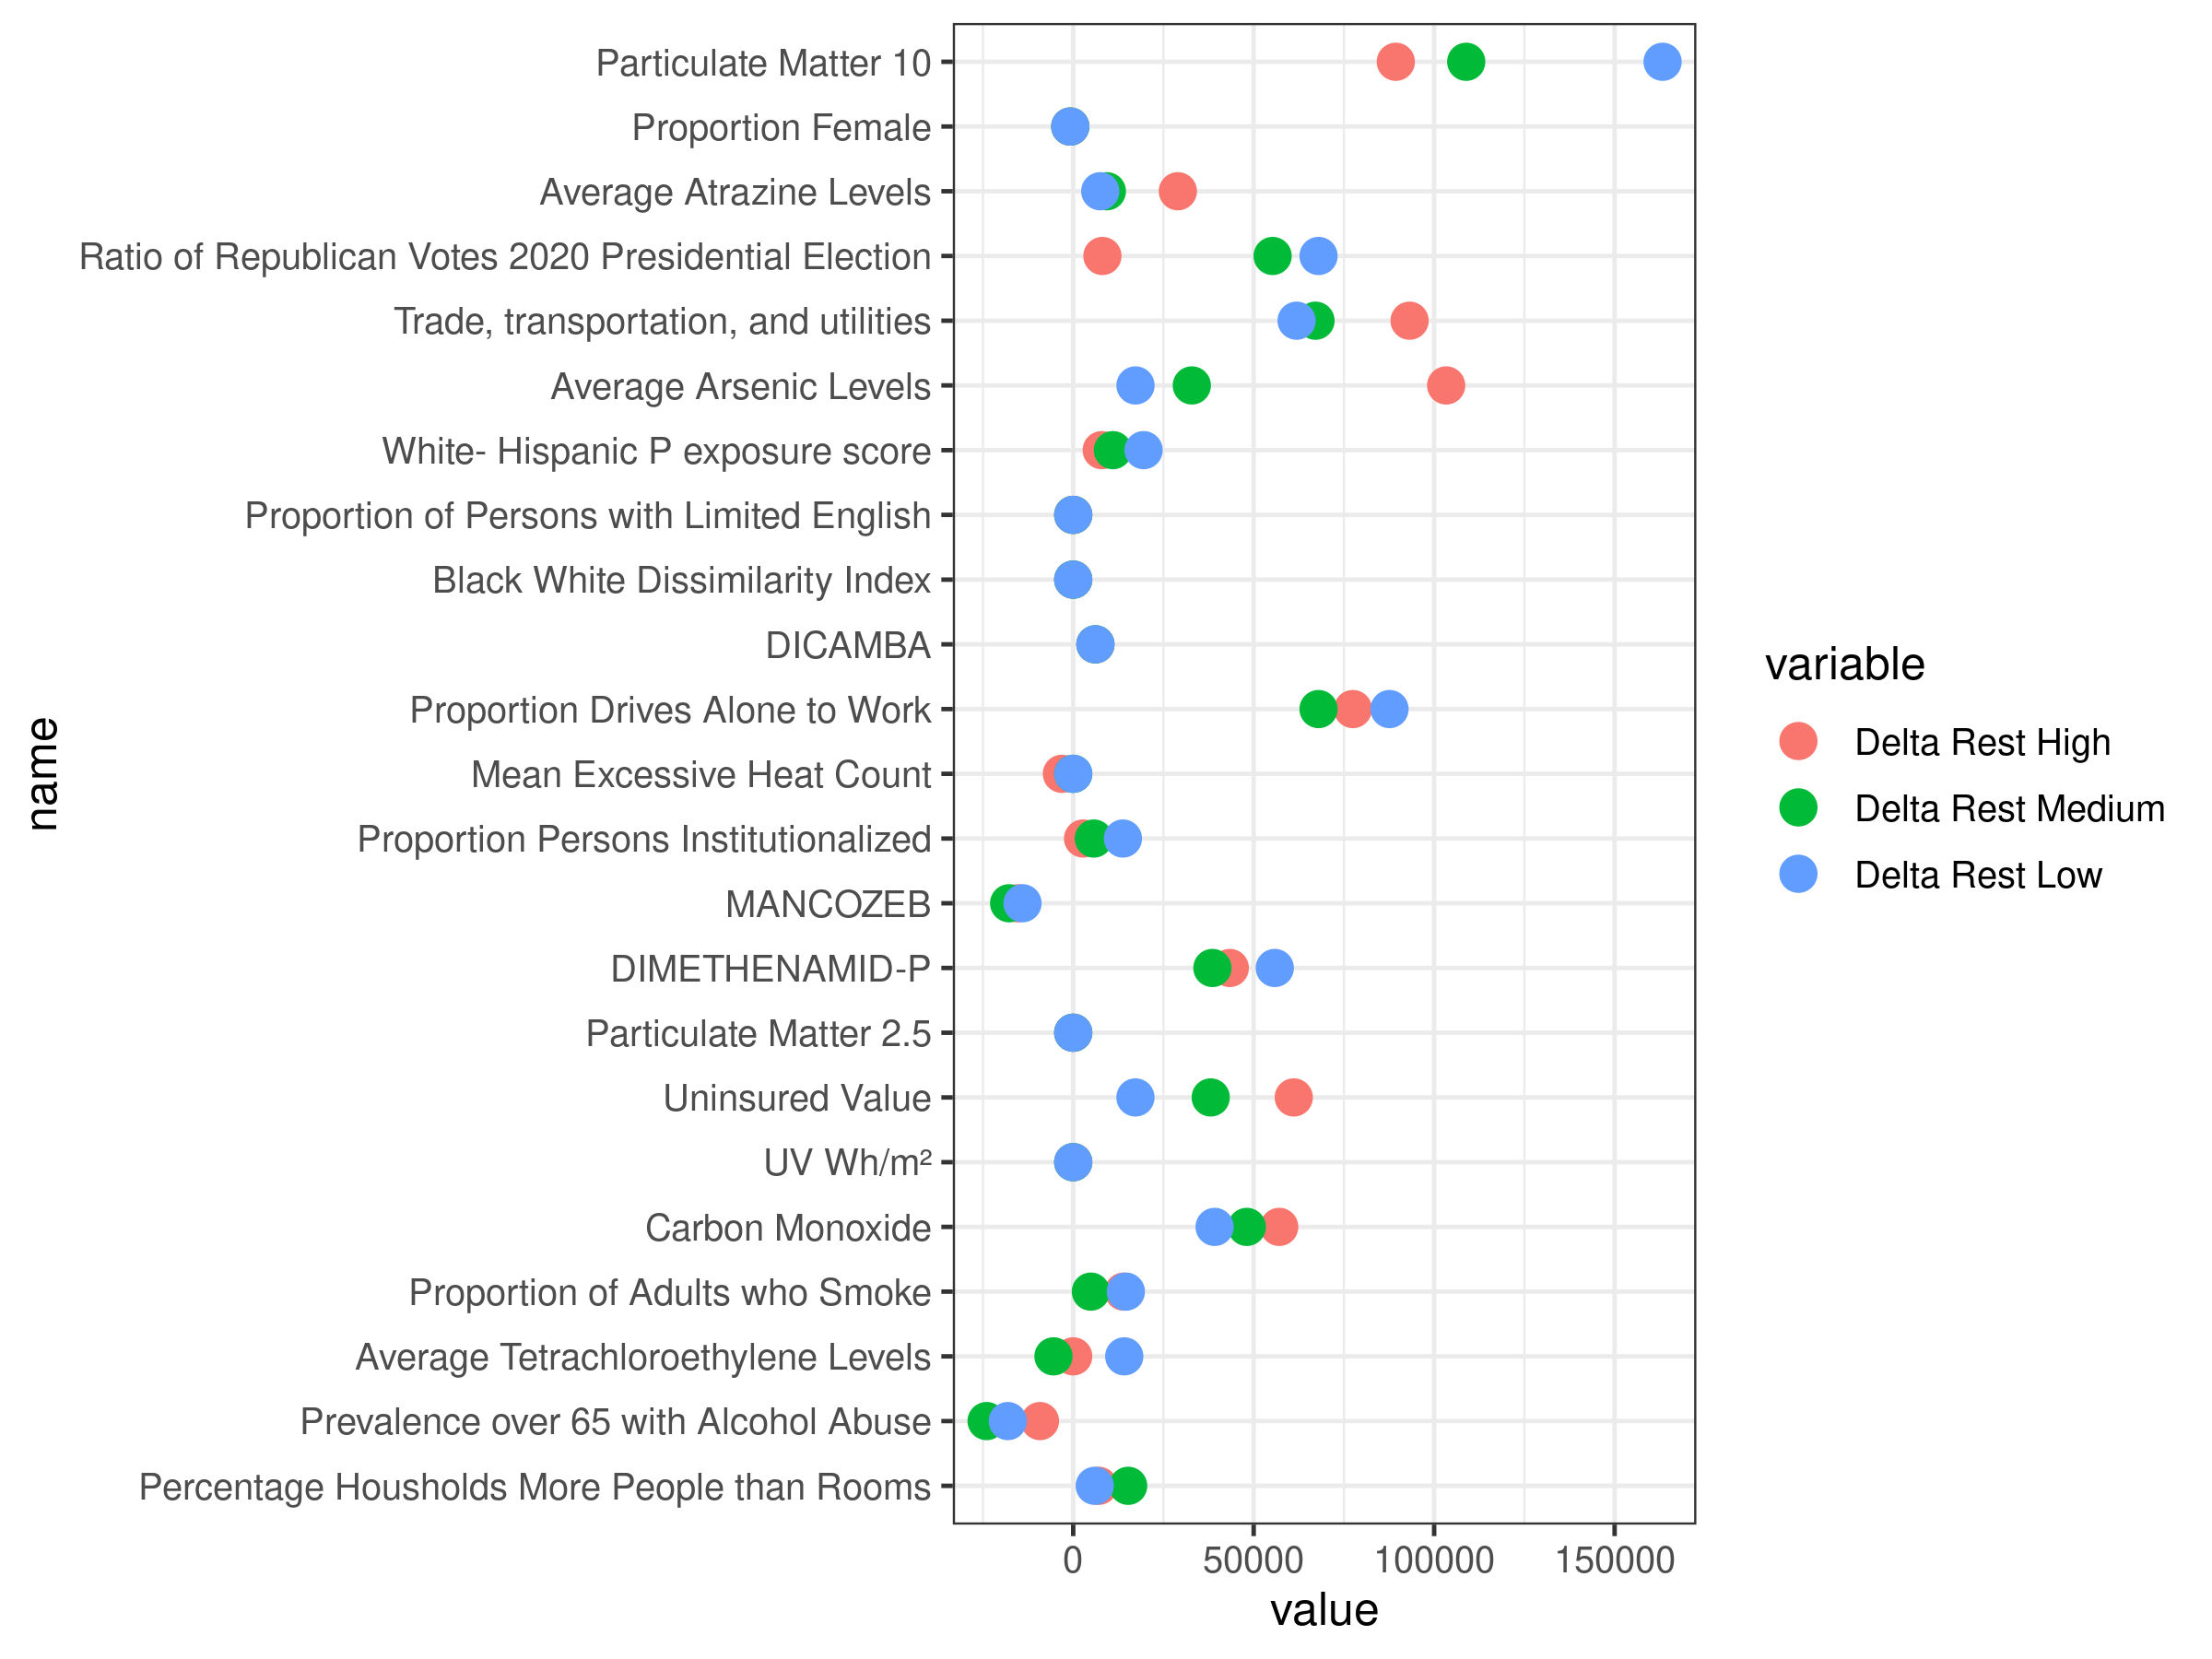 Particulate Matter 10
Proportion Female
Average Atrazine Levels
Ratio of Republican Votes 2020 Presidential Election
Trade, transportation, and utilities
Average Arsenic Levels
White- Hispanic P exposure score
Proportion of Persons with Limited English
Black White Dissimilarity Index
DICAMBA
Proportion Drives Alone to Work
Mean Excessive Heat Count
Proportion Persons Institutionalized
MANCOZEB
DIMETHENAMID-P
Particulate Matter 2.5
Uninsured Value
UV Wh/m²
Carbon Monoxide
Proportion of Adults who Smoke
Average Tetrachloroethylene Levels
Prevalence over 65 with Alcohol Abuse
Percentage Housholds More People than Rooms
name
0 50000 100000 150000
value
variable
Delta Rest High
Delta Rest Medium
Delta Rest Low